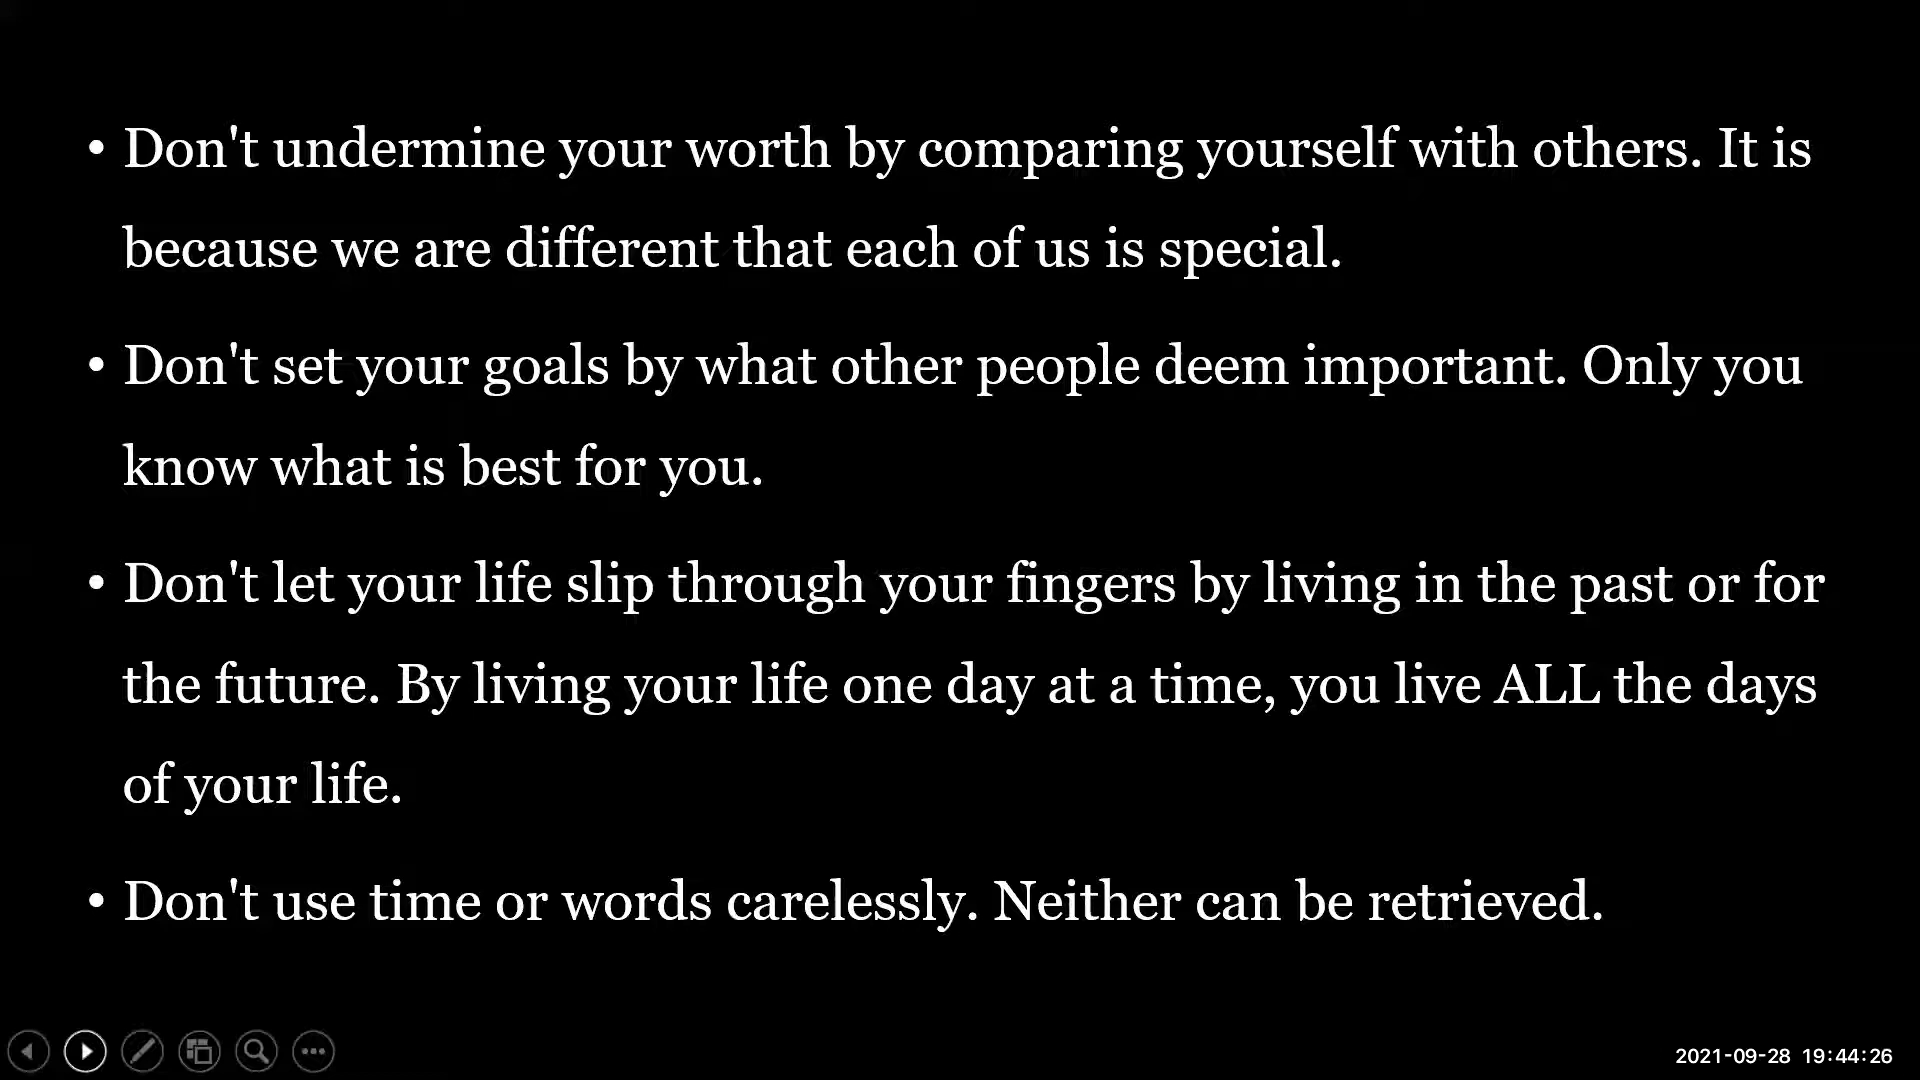 • Don't undermine your worth by comparing yourself with others. It is
because we are different that each of us is special.
• Don't set your goals by what other people deem important. Only you
know what is best for you.
• Don't let your life slip through your fingers by living in the past or for
the future. By living your life one day at a time, you live ALL the days
of your life.
• Don't use time or words carelessly. Neither can be retrieved.
2021-09-28 19:44:26